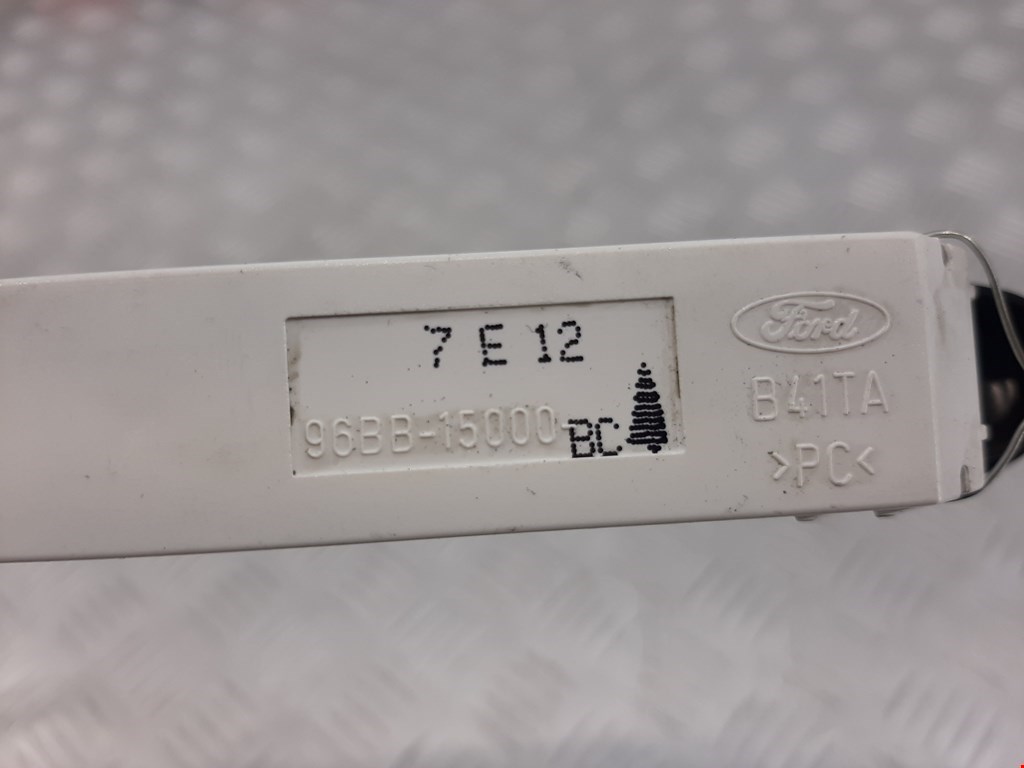 7 E 12
96BB-15000-BC
Ford
B41TA
>PC<